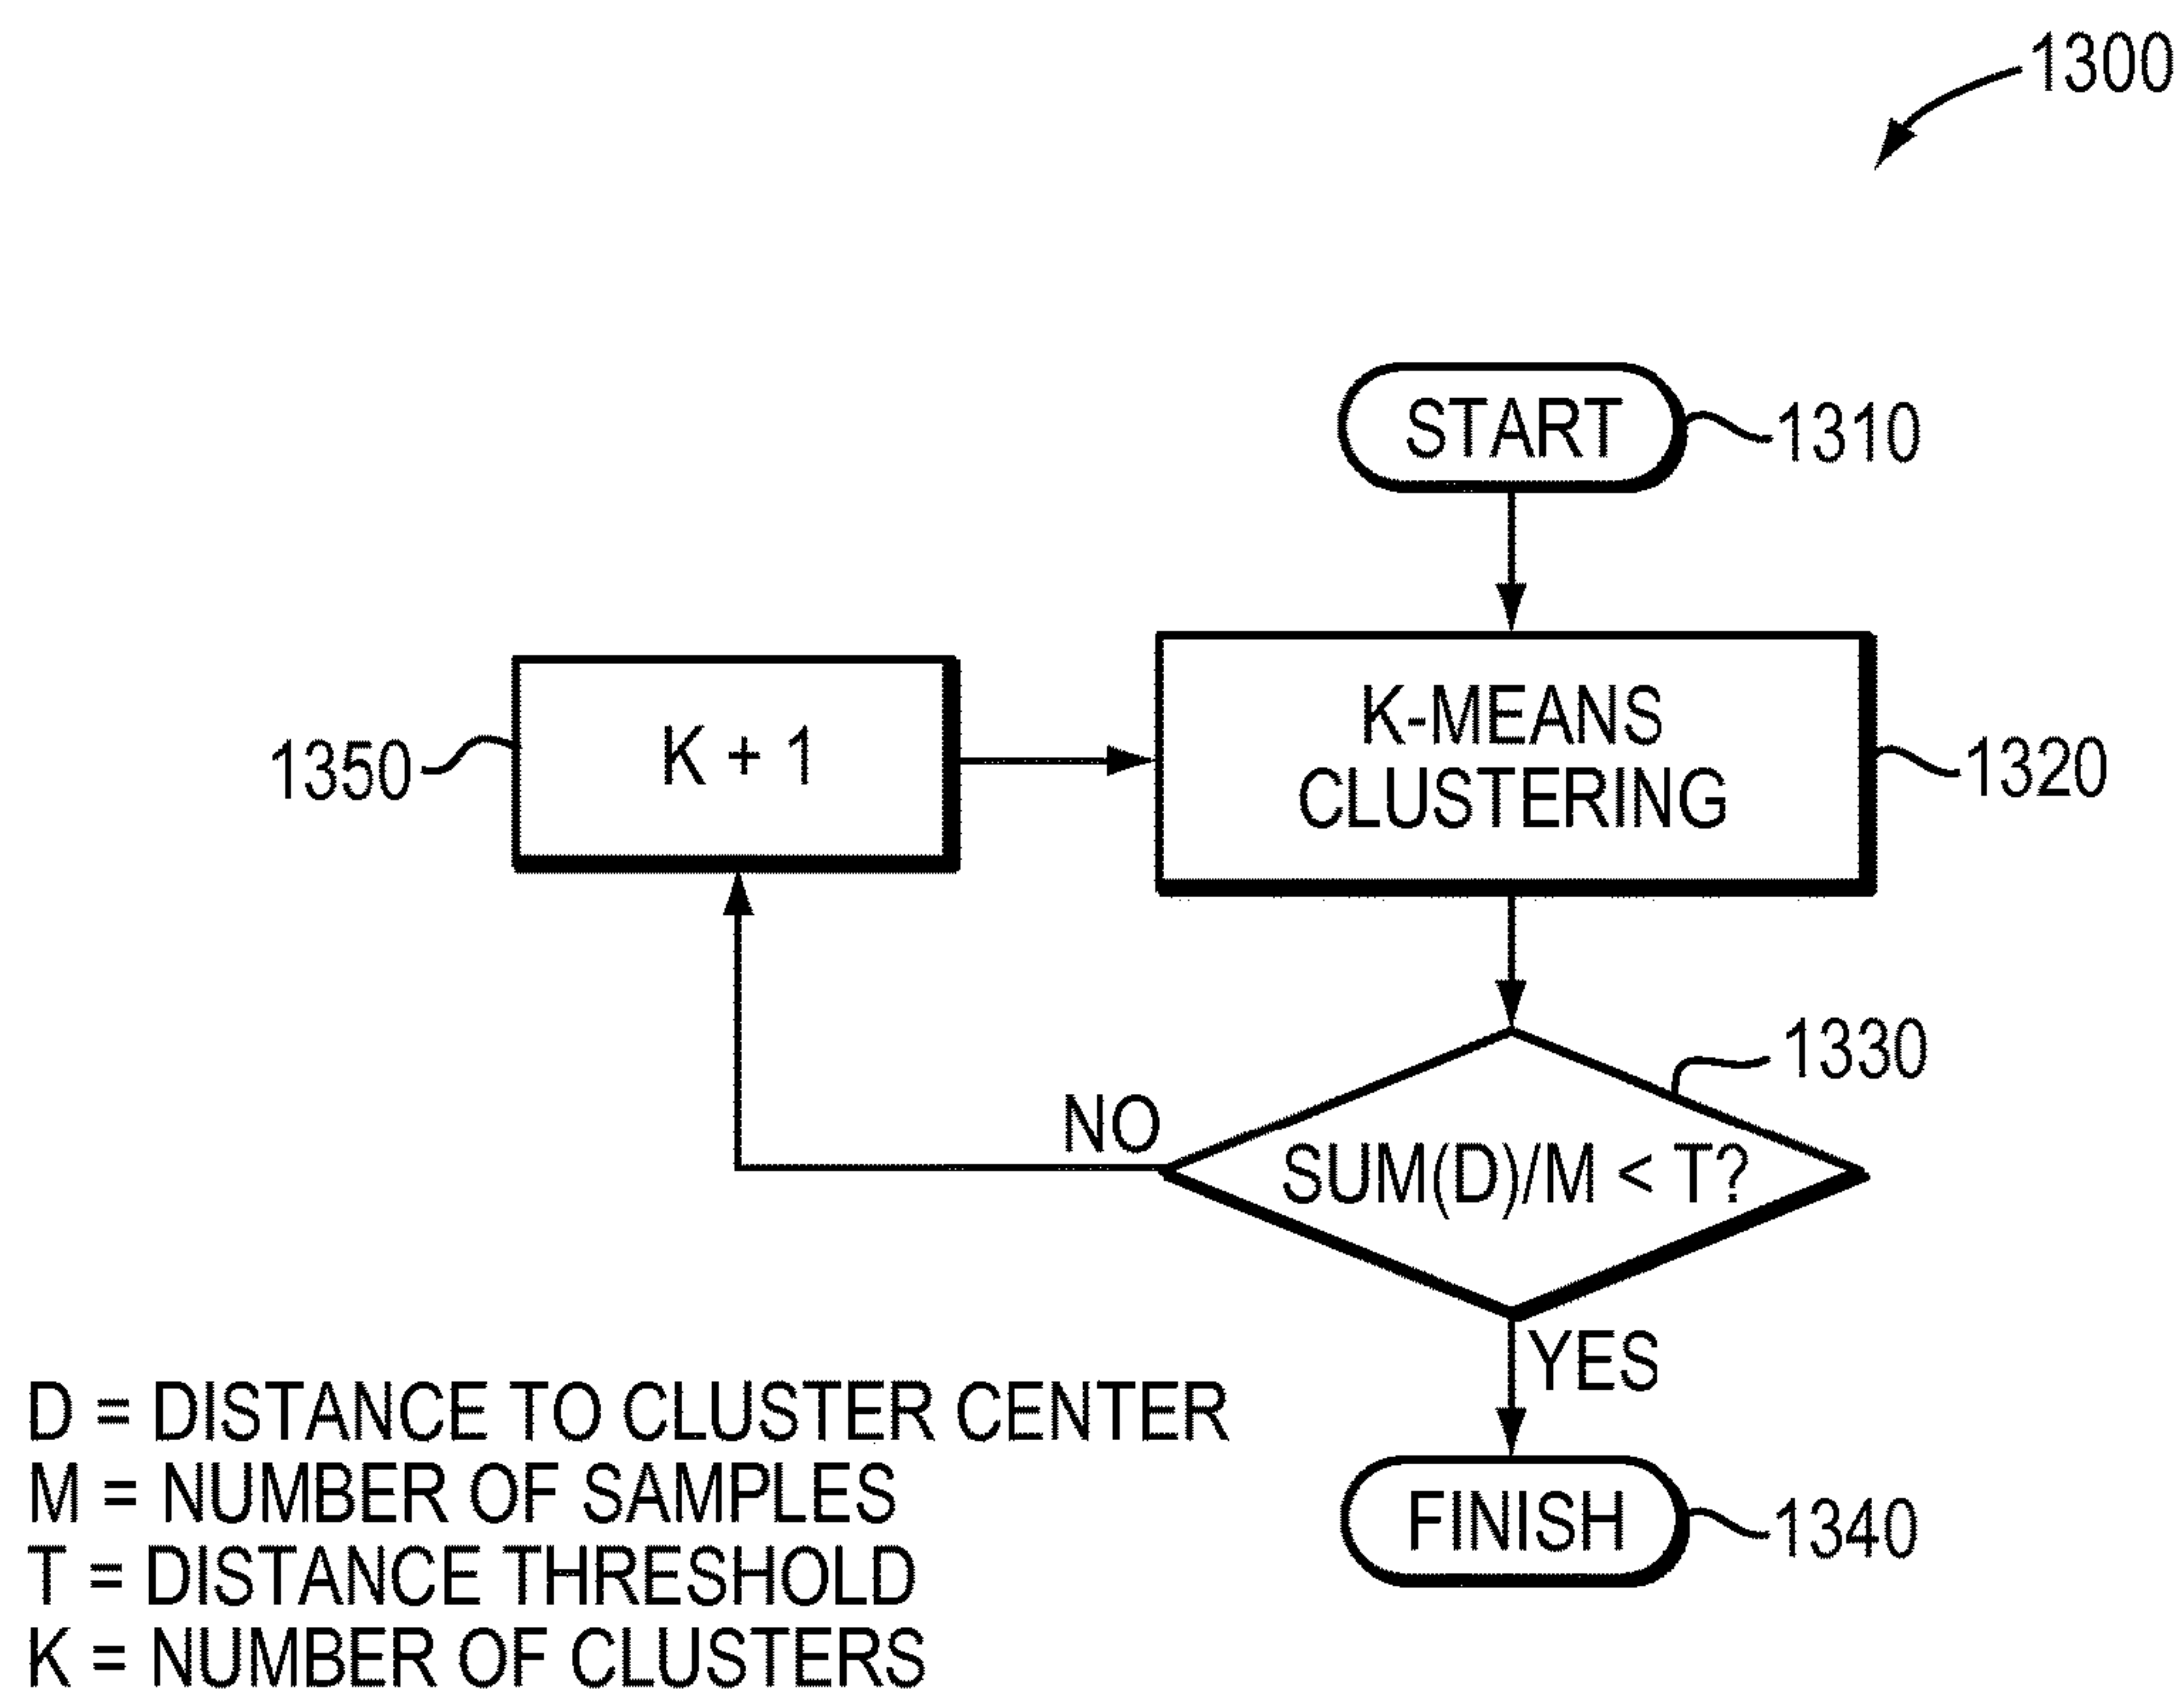 1300
START
1310
K + 1
1350
K-MEANS
CLUSTERING
1320
1330
NO
SUM(D)/M < T?
YES
FINISH
1340
D = DISTANCE TO CLUSTER CENTER
M = NUMBER OF SAMPLES
T = DISTANCE THRESHOLD
K = NUMBER OF CLUSTERS